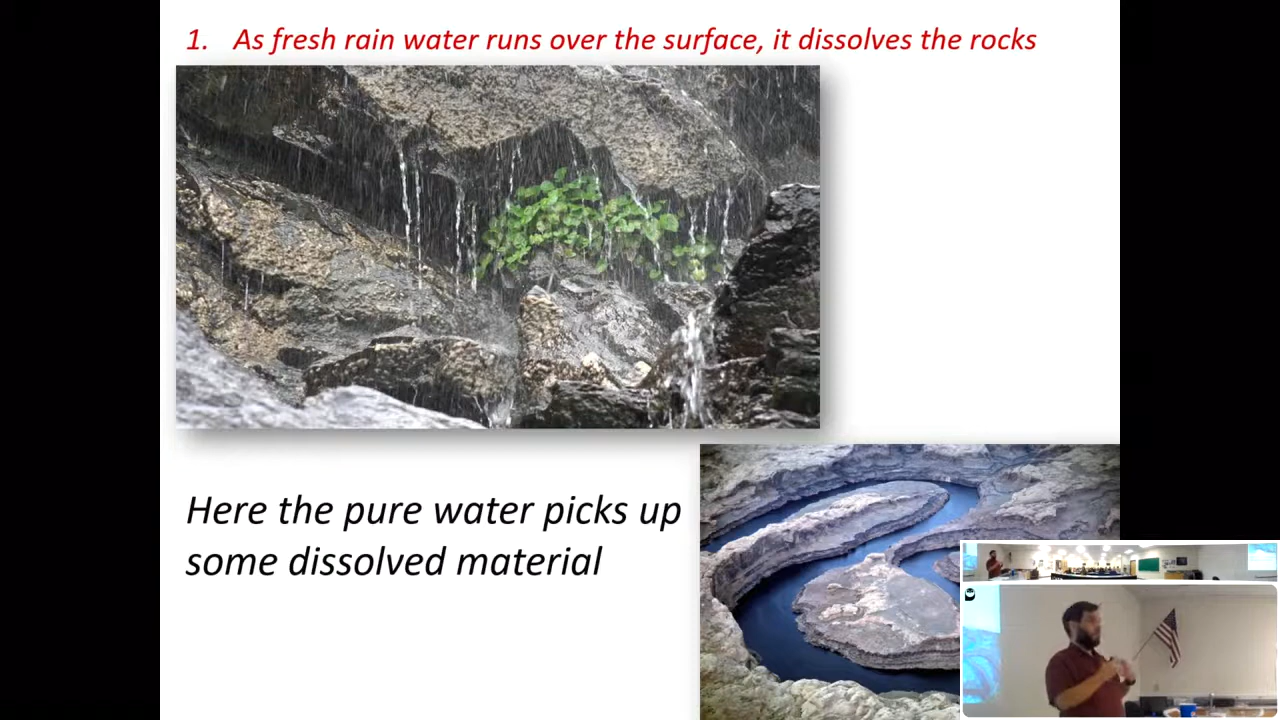 1. As fresh rain water runs over the surface, it dissolves the rocks
Here the pure water picks up
some dissolved material